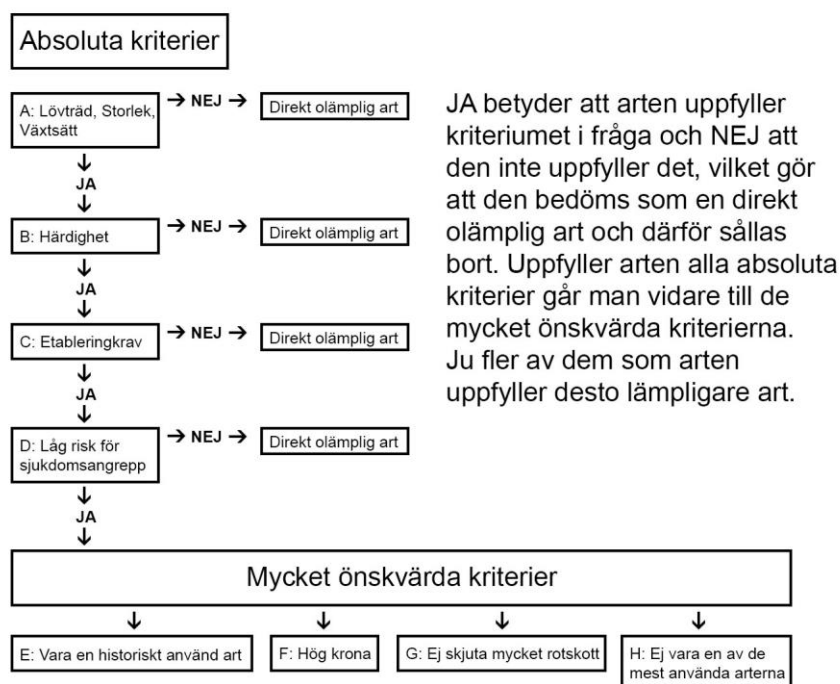 Absoluta kriterier
A: Lövträd, Storlek,
Växtsätt
→ NEJ →
Direkt olämplig art
JA
B: Härdighet
→ NEJ →
Direkt olämplig art
JA
C: Etableringkrav
→ NEJ →
Direkt olämplig art
JA
D: Låg risk för
sjukdomsangrepp
→ NEJ →
Direkt olämplig art
JA
JA betyder att arten uppfyller
kriteriumet i fråga och NEJ att
den inte uppfyller det, vilket gör
att den bedöms som en direkt
olämplig art och därför sållas
bort. Uppfyller arten alla absoluta
kriterier går man vidare till de
mycket önskvärda kriterierna.
Ju fler av dem som arten
uppfyller desto lämpligare art.
Mycket önskvärda kriterier
E: Vara en historiskt använd art
F: Hög krona
G: Ej skjuta mycket rotskott
H: Ej vara en av de
mest använda arterna